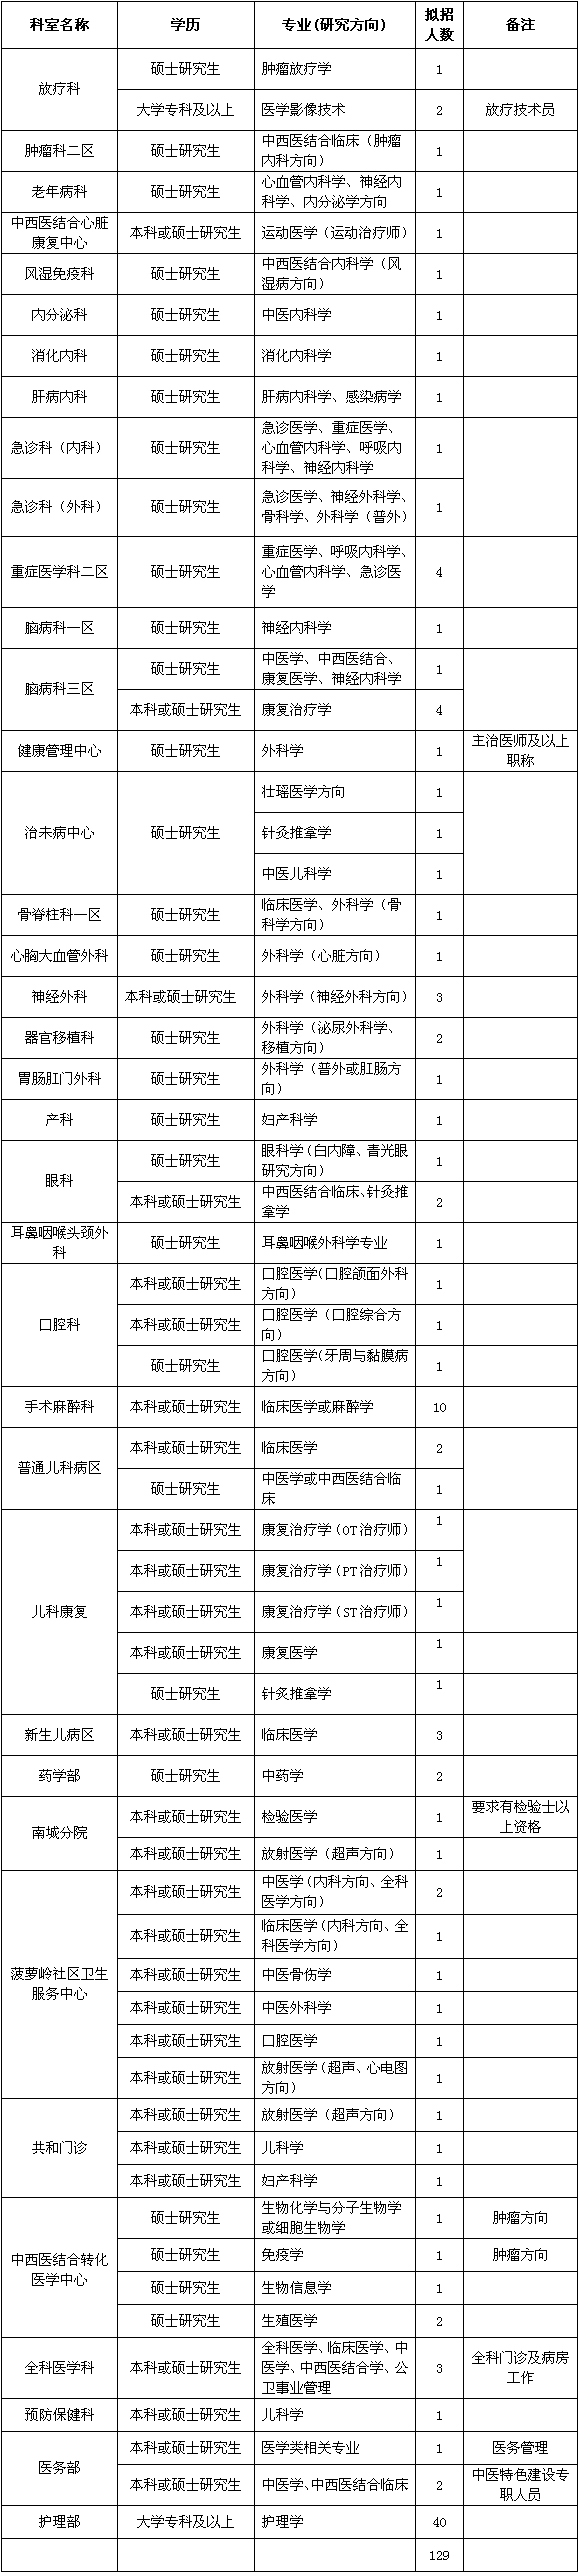 科室名称 学历 专业(研究方向) 拟招人数 备注
放疗科 硕士研究生 肿瘤放疗学 1
大学专科及以上 医学影像技术 2 放疗技术员
肿瘤科二区 硕士研究生 中西医结合临床（肿瘤内科方向） 1
老年病科 硕士研究生 心血管内科学、神经内科学、内分泌学方向 1
中西医结合心脏康复中心 本科或硕士研究生 运动医学（运动治疗师） 1
风湿免疫科 硕士研究生 中西医结合内科学（风湿病方向） 1
内分泌科 硕士研究生 中医内科学 1
消化内科 硕士研究生 消化内科学 1
肝病内科 硕士研究生 肝病内科学、感染病学 1
急诊科（内科） 硕士研究生 急诊医学、重症医学、心血管内科学、呼吸内科学、神经内科学 1
急诊科（外科） 硕士研究生 急诊医学、神经外科学、骨科学、外科学（普外） 1
重症医学科二区 硕士研究生 重症医学、呼吸内科学、心血管内科学、急诊医学 4
脑病科一区 硕士研究生 神经内科学 1
脑病科三区 硕士研究生 中医学、中西医结合、康复医学、神经内科学 1
本科或硕士研究生 康复治疗学 4
健康管理中心 硕士研究生 外科学 1 主治医师及以上职称
治未病中心 硕士研究生 壮瑶医学方向 1
针灸推拿学 1
中医儿科学 1
骨脊柱科一区 硕士研究生 临床医学、外科学（骨科学方向） 1
心胸大血管外科 硕士研究生 外科学（心脏方向） 1
神经外科 本科或硕士研究生 外科学（神经外科方向） 3
器官移植科 硕士研究生 外科学（泌尿外科学、移植方向） 2
胃肠肛门外科 硕士研究生 外科学（普外或肛肠方向） 1
产科 硕士研究生 妇产科学 1
眼科 硕士研究生 眼科学（白内障、青光眼研究方向） 1
本科或硕士研究生 中西医结合临床、针灸推拿学 2
耳鼻咽喉头颈外科 硕士研究生 耳鼻咽喉外科学专业 1
口腔科 本科或硕士研究生 口腔医学（口腔颌面外科方向） 1
本科或硕士研究生 口腔医学（口腔综合方向） 1
硕士研究生 口腔医学（牙周与黏膜病方向） 1
手术麻醉科 本科或硕士研究生 临床医学或麻醉学 10
普通儿科病区 本科或硕士研究生 临床医学 2
硕士研究生 中医学或中西医结合临床 1
儿科康复 本科或硕士研究生 康复治疗学（OT治疗师） 1
本科或硕士研究生 康复治疗学（PT治疗师） 1
本科或硕士研究生 康复治疗学（ST治疗师） 1
本科或硕士研究生 康复医学 1
硕士研究生 针灸推拿学 1
新生儿病区 本科或硕士研究生 临床医学 3
药学部 硕士研究生 中药学 2
南城分院 本科或硕士研究生 检验医学 1 要求有检验士以上资格
本科或硕士研究生 放射医学（超声方向） 1
菠萝岭社区卫生服务中心 本科或硕士研究生 中医学（内科方向、全科医学方向） 2
本科或硕士研究生 临床医学（内科方向、全科医学方向） 1
本科或硕士研究生 中医骨伤学 1
本科或硕士研究生 中医外科学 1
本科或硕士研究生 口腔医学 1
本科或硕士研究生 放射医学（超声、心电图方向） 1
共和门诊 本科或硕士研究生 放射医学（超声方向） 1
本科或硕士研究生 儿科学 1
本科或硕士研究生 妇产科学 1
中西医结合转化医学中心 硕士研究生 生物化学与分子生物学或细胞生物学 1 肿瘤方向
硕士研究生 免疫学 1 肿瘤方向
硕士研究生 生物信息学 1
硕士研究生 生殖医学 2
全科医学科 本科或硕士研究生 全科医学、临床医学、中医学、中西医结合学、公卫事业管理 3 全科门诊及病房工作
预防保健科 本科或硕士研究生 儿科学 1
医务部 本科或硕士研究生 医学类相关专业 1 医务管理
本科或硕士研究生 中医学、中西医结合临床 2 中医特色建设专职人员
护理部 大学专科及以上 护理学 40
129